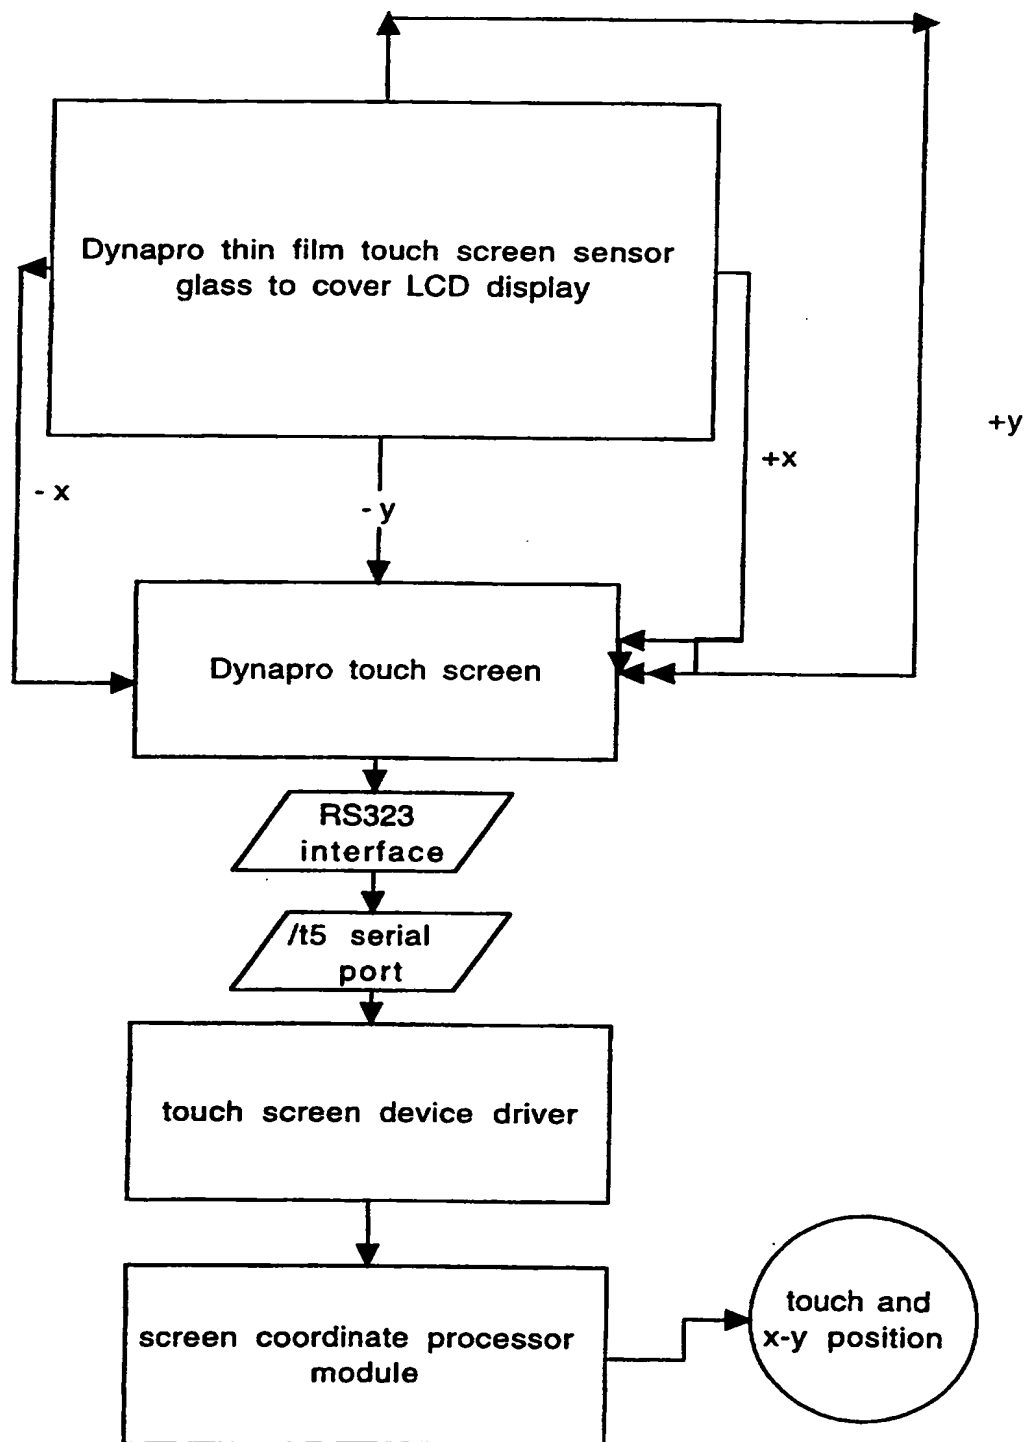 Dynapro thin film touch screen sensor
glass to cover LCD display
+y
+x
- x
- y
Dynapro touch screen
RS323
interface
/t5 serial
port
touch screen device driver
touch and
x-y position
screen coordinate processor
module